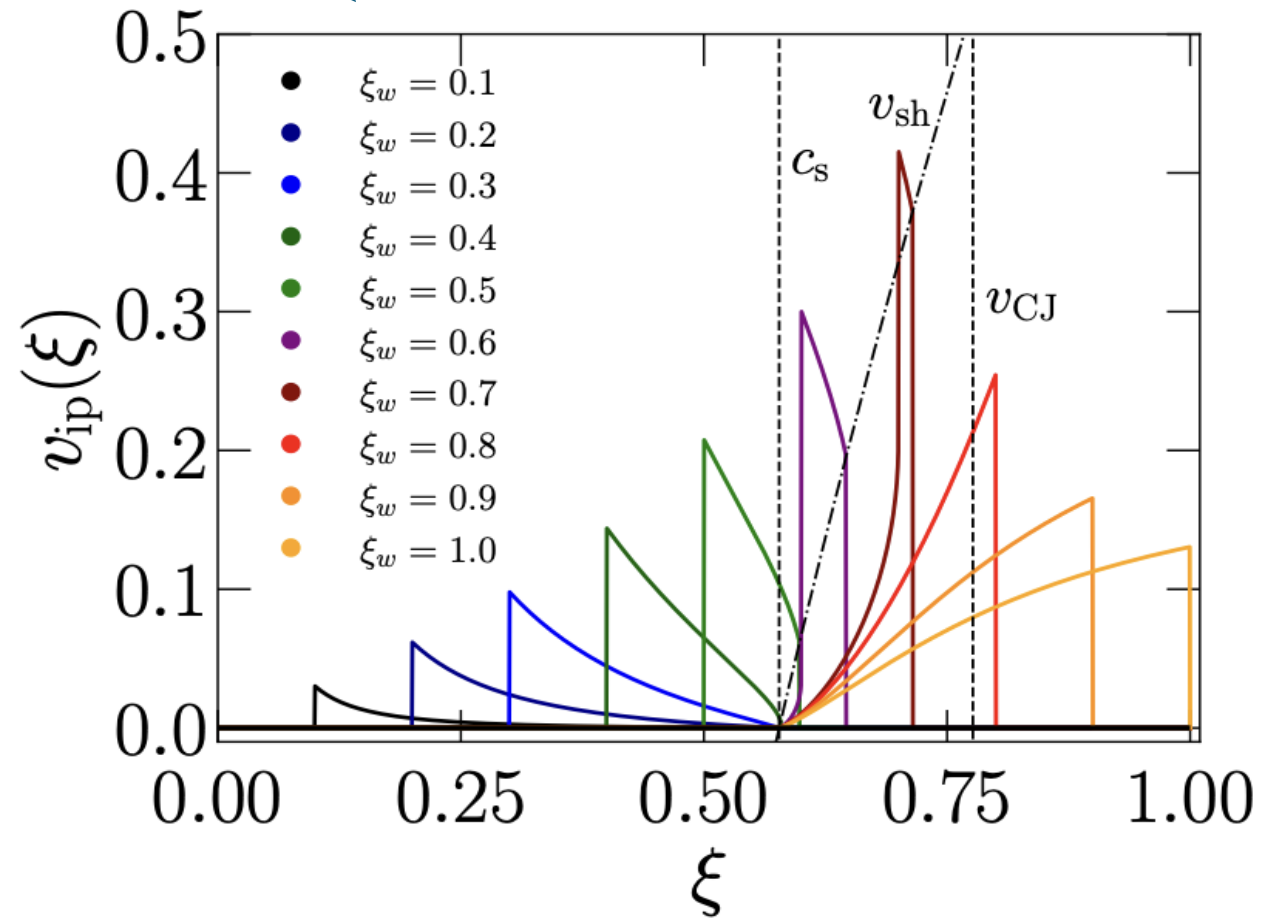 0.5
0.4
0.3
0.2
0.1
0.0
v_ip(ξ)
ξ_w = 0.1
ξ_w = 0.2
ξ_w = 0.3
ξ_w = 0.4
ξ_w = 0.5
ξ_w = 0.6
ξ_w = 0.7
ξ_w = 0.8
ξ_w = 0.9
ξ_w = 1.0
v_sh
c_s
v_CJ
0.00 0.25 0.50 0.75 1.00
ξ